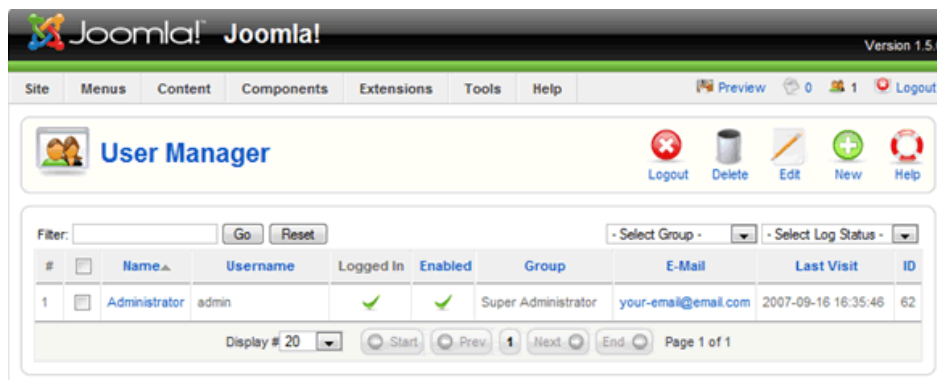 Joomla! Joomla!
Version 1.5.
Site Menus Content Components Extensions Tools Help Preview 0 1 Logout
User Manager
Logout Delete Edit New Help
Filter: Go Reset - Select Group - - Select Log Status -
# Name Username Logged In Enabled Group E-Mail Last Visit ID
1 Administrator admin Super Administrator your-email@email.com 2007-09-16 16:35:46 62
Display # 20 Start Prev 1 Next End Page 1 of 1